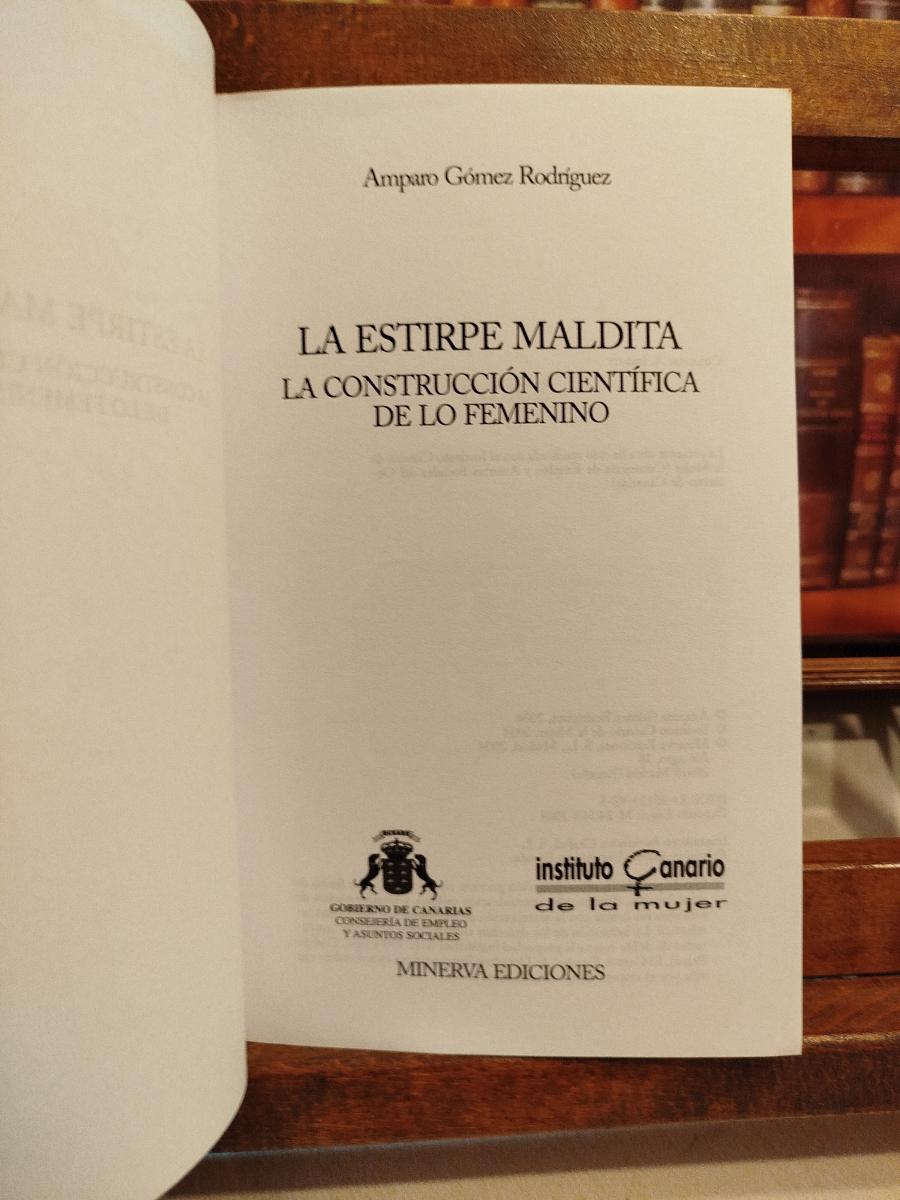 Amparo Gómez Rodríguez
LA ESTIRPE MALDITA
LA CONSTRUCCIÓN CIENTÍFICA
DE LO FEMENINO
GOBIERNO DE CANARIAS
CONSEJERÍA DE EMPLEO
Y ASUNTOS SOCIALES
instituto Canario
de la mujer
MINERVA EDICIONES